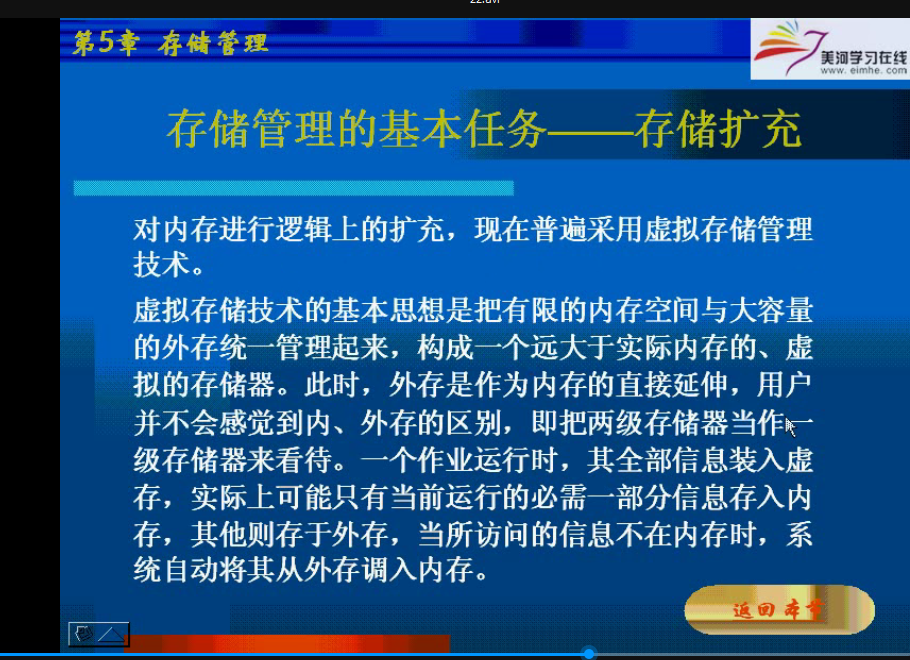 第5章 存储管理
美河学习在线
www.eimhe.com
存储管理的基本任务——存储扩充
对内存进行逻辑上的扩充，现在普遍采用虚拟存储管理
技术。
虚拟存储技术的基本思想是把有限的内存空间与大容量
的外存统一管理起来，构成一个远大于实际内存的、虚
拟的存储器。此时，外存是作为内存的直接延伸，用户
并不会感觉到内、外存的区别，即把两级存储器当作一
级存储器来看待。一个作业运行时，其全部信息装入虚
存，实际上可能只有当前运行的必需一部分信息存入内
存，其他则存于外存，当所访问的信息不在内存时，系
统自动将其从外存调入内存。
返回本章